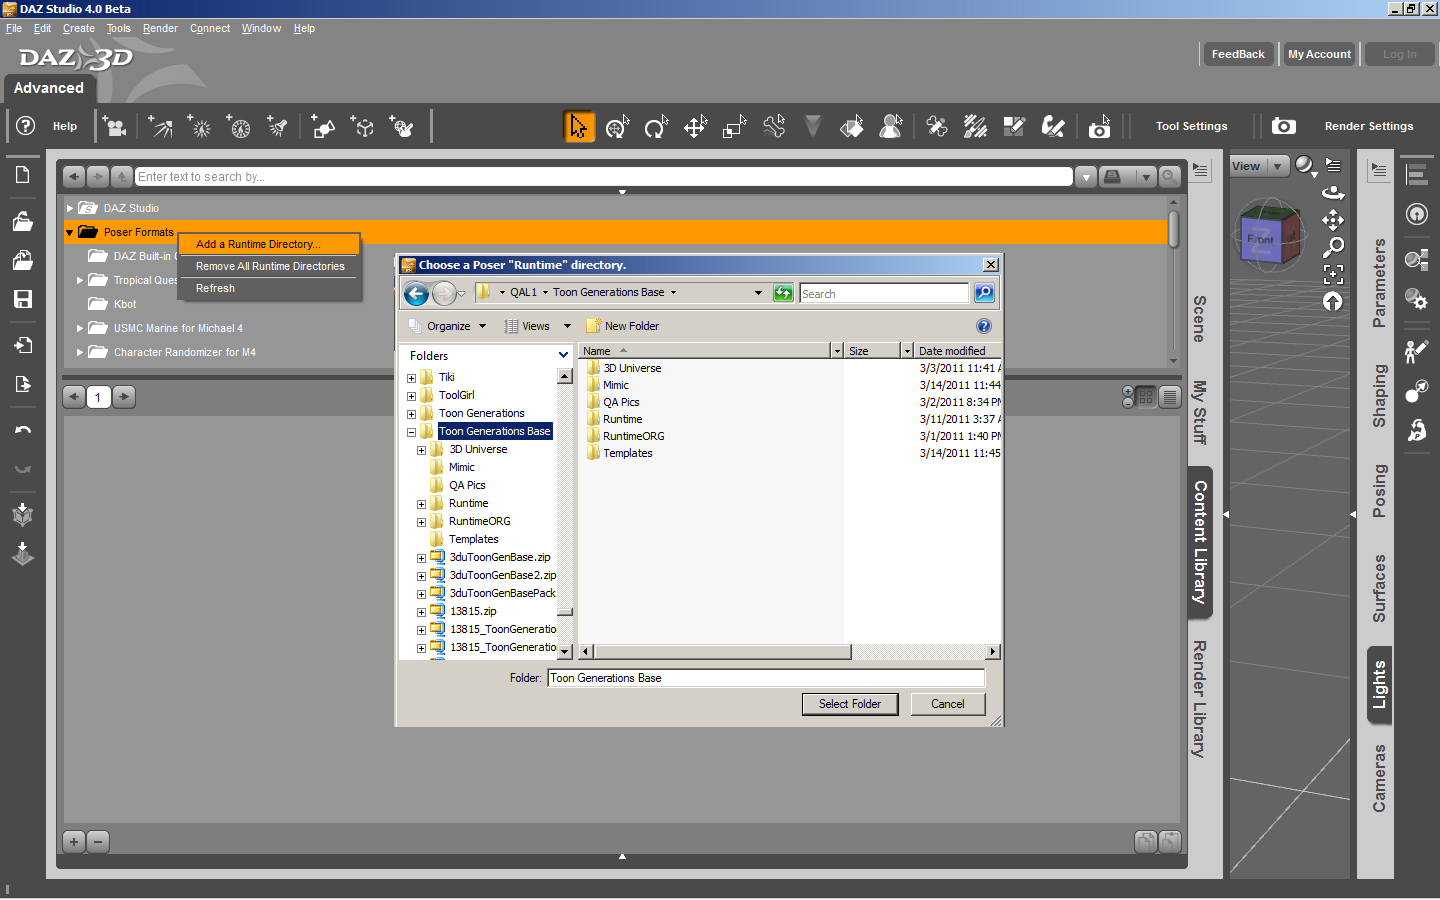 DAZ Studio 4.0 Beta
File Edit Create Tools Render Connect Window Help
DAZ 3D
FeedBack
My Account
Log In
Advanced
Help
Tool Settings
Render Settings
Enter text to search by...
View
DAZ Studio
Poser Formats
Add a Runtime Directory...
Remove All Runtime Directories
Refresh
DAZ Built-in
Tropical Ques
Kbot
USMC Marine for Michael 4
Character Randomizer for M4
1
Choose a Poser "Runtime" directory.
QAL1 Toon Generations Base
Search
Organize Views New Folder
Folders
Tiki
ToolGirl
Toon Generations
Toon Generations Base
3D Universe
Mimic
QA Pics
Runtime
RuntimeORG
Templates
3duToonGenBase.zip
3duToonGenBase2.zip
3duToonGenBasePack
13815.zip
13815_ToonGeneratio
13815_ToonGeneratio
Name Size Date modified
3D Universe 3/3/2011 11:41 A
Mimic 3/14/2011 11:44
QA Pics 3/2/2011 8:34 PM
Runtime 3/11/2011 3:37 A
RuntimeORG 3/1/2011 1:40 PM
Templates 3/14/2011 11:45
Folder: Toon Generations Base
Select Folder
Cancel
Front
Z
Scene
My Stuff
Content Library
Render Library
Parameters
Shaping
Posing
Surfaces
Lights
Cameras